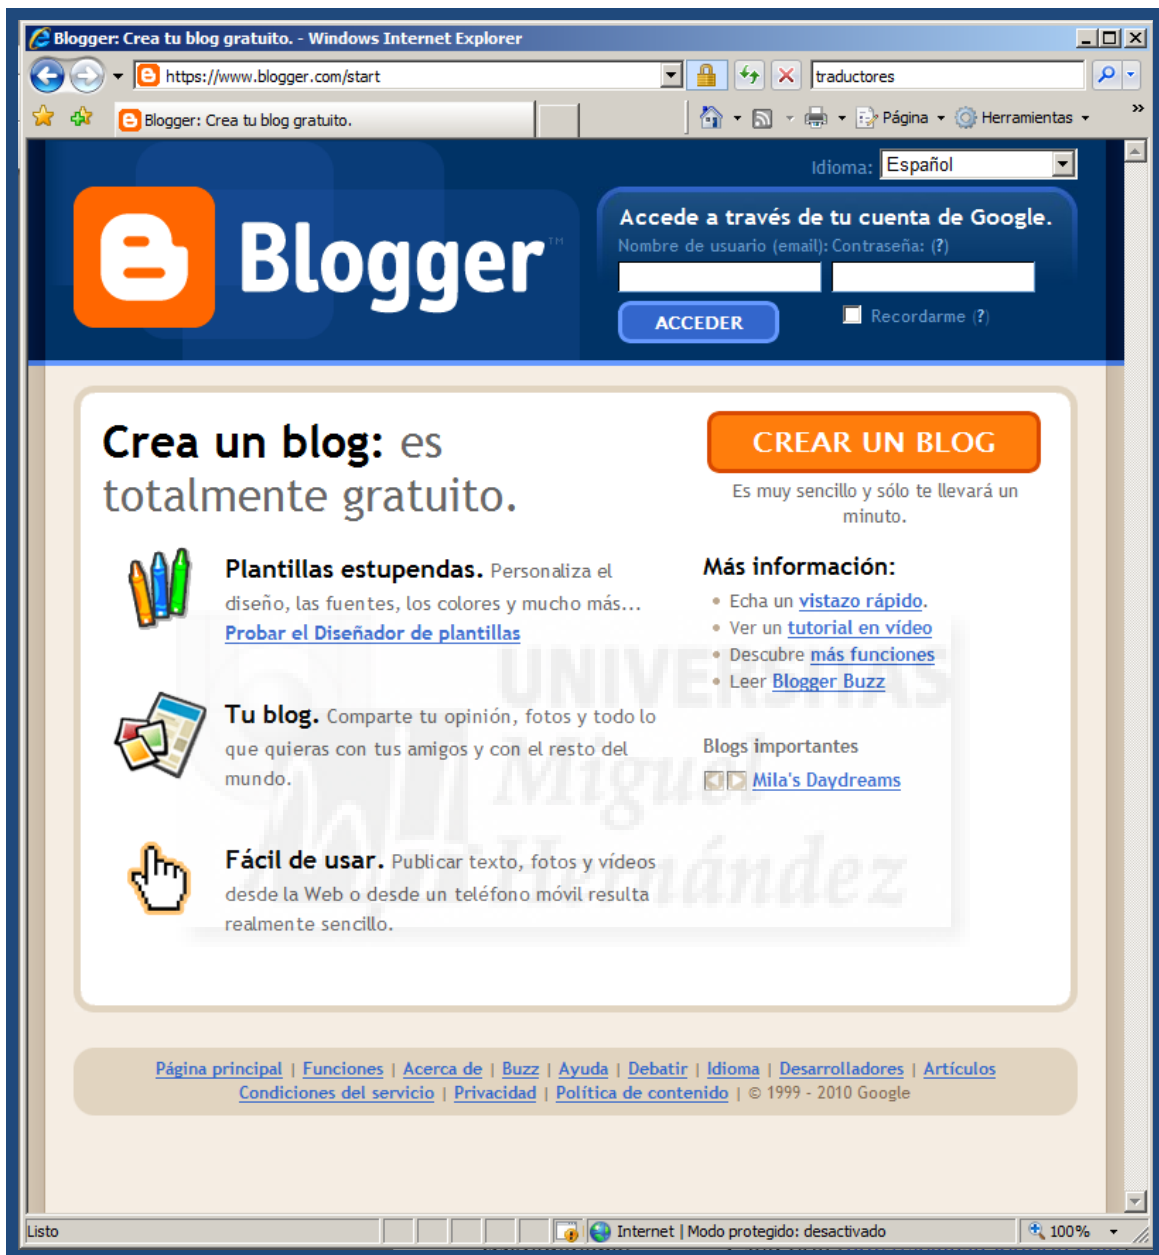 Blogger: Crea tu blog gratuito. - Windows Internet Explorer
https://www.blogger.com/start
traductores
Blogger: Crea tu blog gratuito.
Página
Herramientas
Idioma: Español
Blogger™
Accede a través de tu cuenta de Google.
Nombre de usuario (email): Contraseña: (?)
ACCEDER
Recordarme (?)
Crea un blog: es
totalmente gratuito.
CREAR UN BLOG
Es muy sencillo y sólo te llevará un
minuto.
Plantillas estupendas. Personaliza el
diseño, las fuentes, los colores y mucho más...
Probar el Diseñador de plantillas
Tu blog. Comparte tu opinión, fotos y todo lo
que quieras con tus amigos y con el resto del
mundo.
Fácil de usar. Publicar texto, fotos y vídeos
desde la Web o desde un teléfono móvil resulta
realmente sencillo.
Más información:
• Echa un vistazo rápido.
• Ver un tutorial en vídeo
• Descubre más funciones
• Leer Blogger Buzz
Blogs importantes
Mila's Daydreams
UNIVERSITAS
Miguel
Hernández
Página principal | Funciones | Acerca de | Buzz | Ayuda | Debatir | Idioma | Desarrolladores | Artículos
Condiciones del servicio | Privacidad | Política de contenido | © 1999 - 2010 Google
Listo
Internet | Modo protegido: desactivado
100%